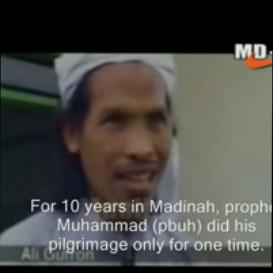 MD
For 10 years in Madinah, prophe
Muhammad (pbuh) did his
pilgrimage only for one time.
Ali Gufron